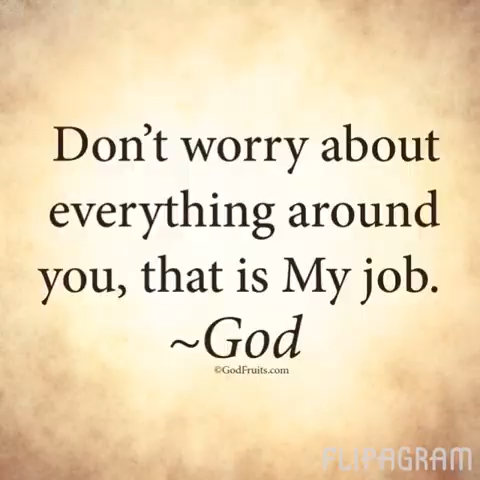 Don't worry about
everything around
you, that is My job.
~God
©GodFruits.com
FLIPAGRAM